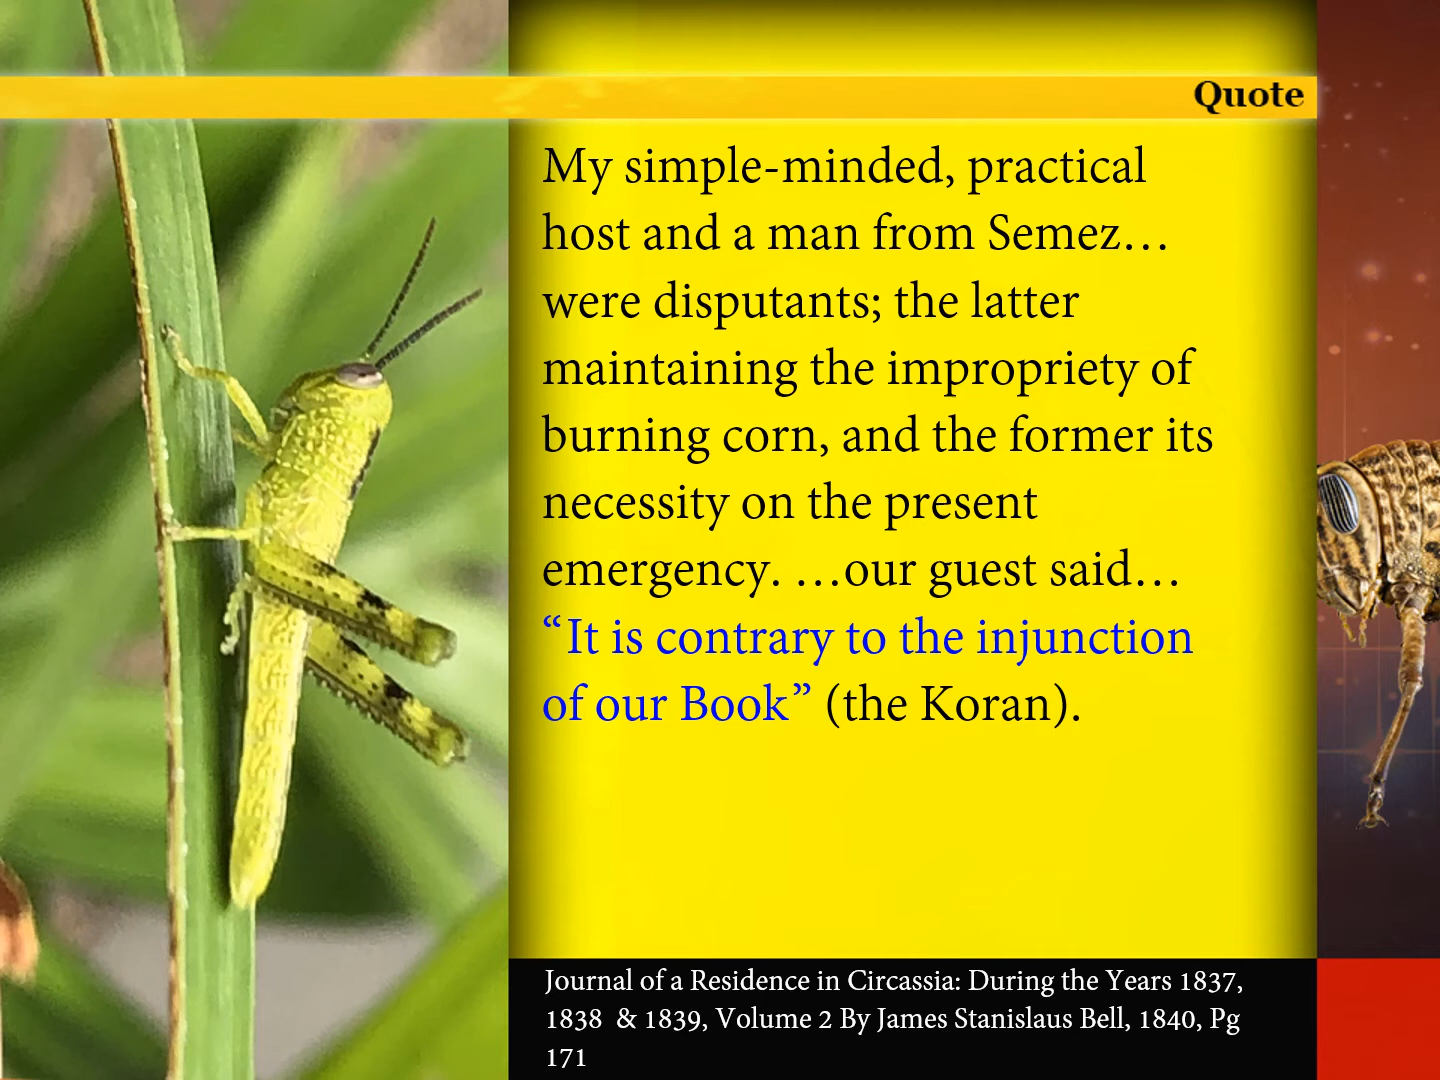 Quote
My simple-minded, practical
host and a man from Semez…
were disputants; the latter
maintaining the impropriety of
burning corn, and the former its
necessity on the present
emergency. …our guest said…
“It is contrary to the injunction
of our Book” (the Koran).
Journal of a Residence in Circassia: During the Years 1837,
1838 & 1839, Volume 2 By James Stanislaus Bell, 1840, Pg
171